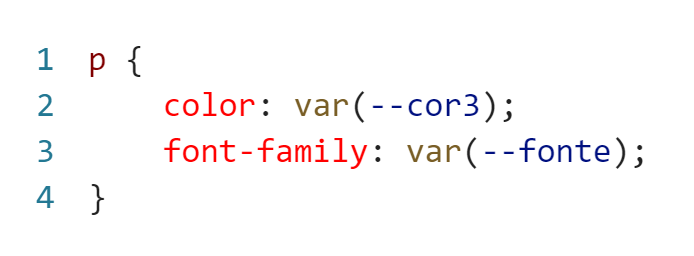 1 p {
2     color: var(--cor3);
3     font-family: var(--fonte);
4 }